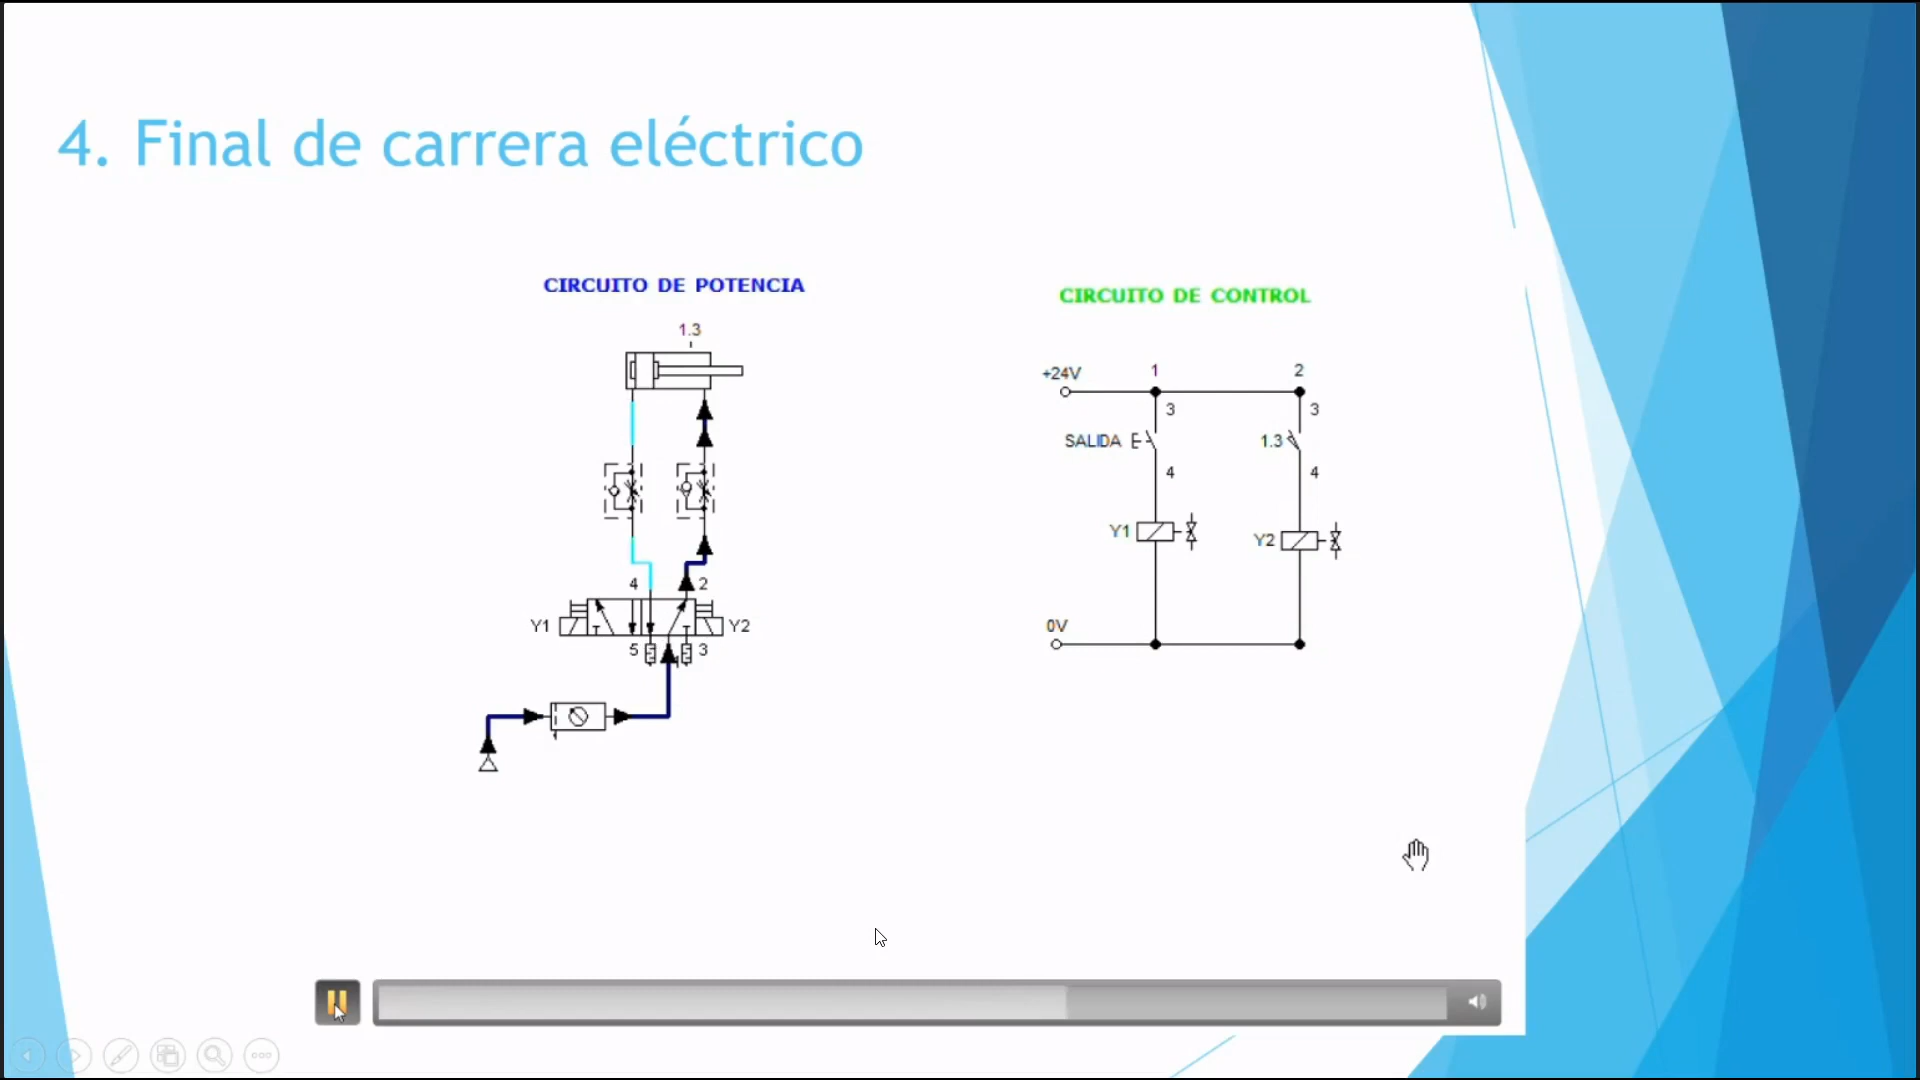 4. Final de carrera eléctrico
CIRCUITO DE POTENCIA
1.3
4 2
Y1 Y2
5 3
CIRCUITO DE CONTROL
+24V 1 2
3 3
SALIDA 1.3
4 4
Y1 Y2
0V